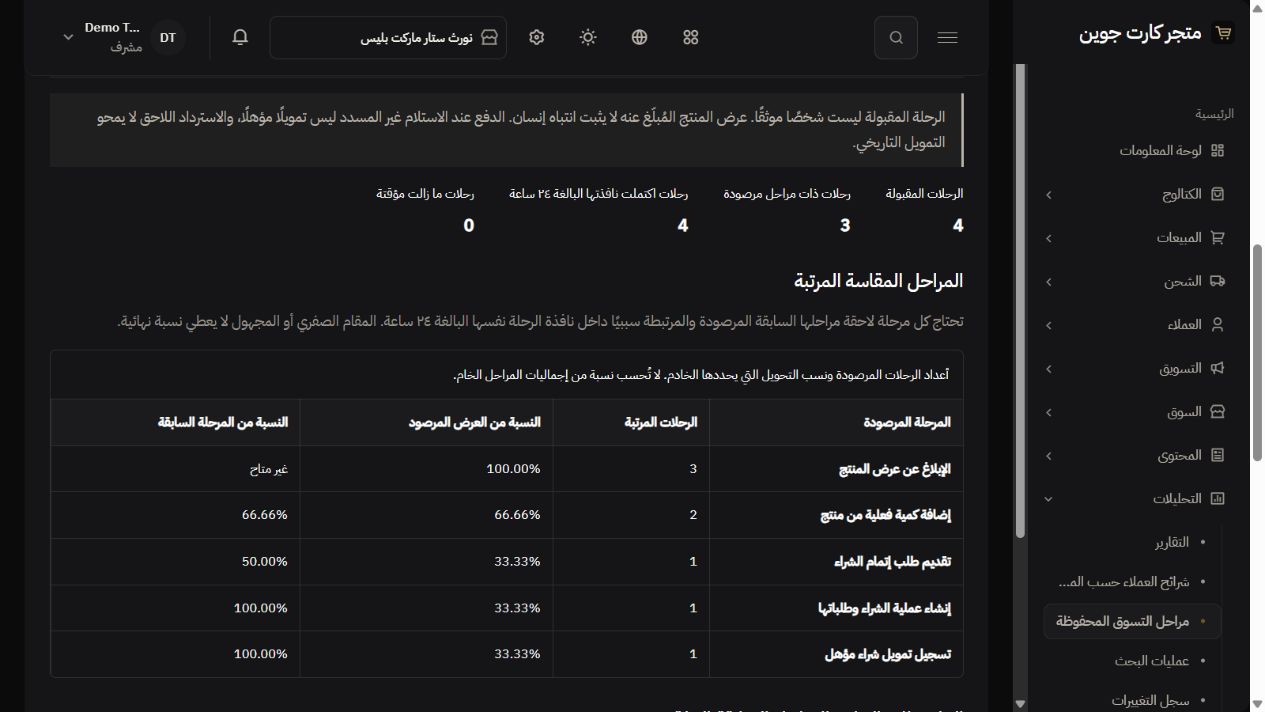 متجر كارت جوين
نورث ستار ماركت بليس
Demo T...
مشرف
DT
الرئيسية
لوحة المعلومات
الكتالوج
المبيعات
الشحن
العملاء
التسويق
السوق
المحتوى
التحليلات
التقارير
شرائح العملاء حسب المـ...
مراحل التسوق المحفوظة
عمليات البحث
سجل التغييرات
الرحلة المقبولة ليست شخصًا موثقًا. عرض المنتج المُبلّغ عنه لا يثبت انتباه إنسان. الدفع عند الاستلام غير المسدد ليس تمويلًا مؤهلًا، والاسترداد اللاحق لا يمحو
التمويل التاريخي.
الرحلات المقبولة
4
رحلات ذات مراحل مرصودة
3
رحلات اكتملت نافذتها البالغة ٢٤ ساعة
4
رحلات ما زالت مؤقتة
0
المراحل المقاسة المرتبة
تحتاج كل مرحلة لاحقة مراحلها السابقة المرصودة والمرتبطة سببيًا داخل نافذة الرحلة نفسها البالغة ٢٤ ساعة. المقام الصفري أو المجهول لا يعطي نسبة نهائية.
أعداد الرحلات المرصودة ونسب التحويل التي يحددها الخادم. لا تُحسب نسبة من إجماليات المراحل الخام.
المرحلة المرصودة الرحلات المرتبة النسبة من العرض المرصود النسبة من المرحلة السابقة
الإبلاغ عن عرض المنتج 3 100.00% غير متاح
إضافة كمية فعلية من منتج 2 66.66% 66.66%
تقديم طلب إتمام الشراء 1 33.33% 50.00%
إنشاء عملية الشراء وطلباتها 1 33.33% 100.00%
تسجيل تمويل شراء مؤهل 1 33.33% 100.00%